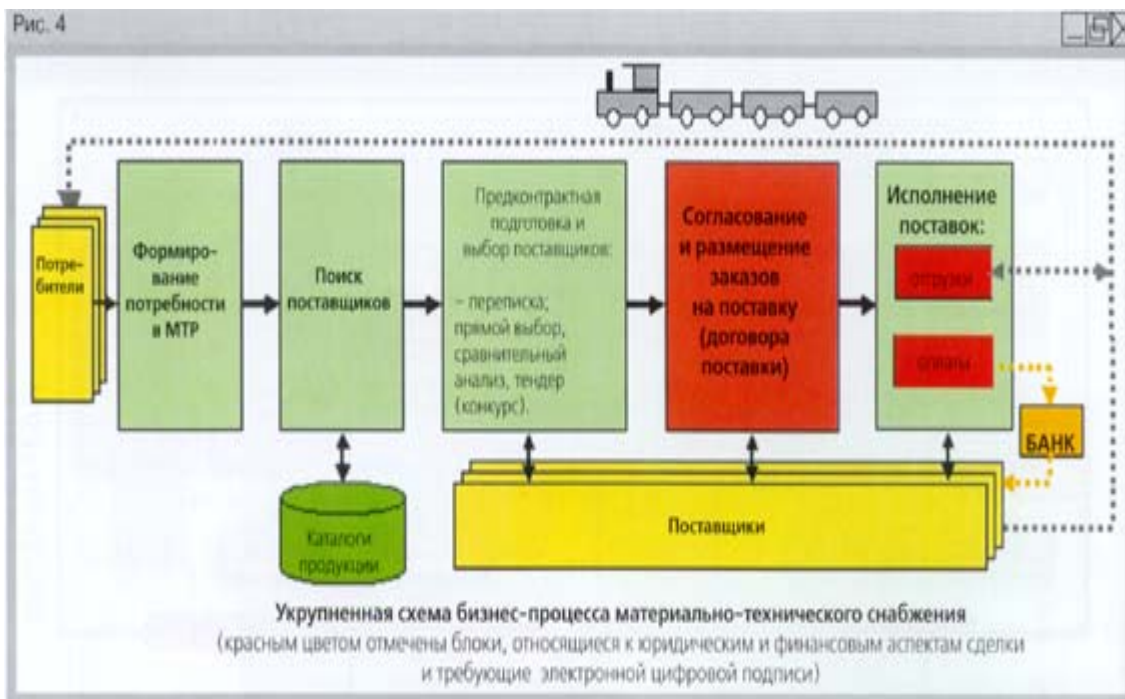 Рис. 4
Потре-
бители
Формиро-
вание
потребности
в МТР
Поиск
поставщиков
Предконтрактная
подготовка и
выбор поставщиков:
– переписка;
прямой выбор,
сравнительный
анализ, тендер
(конкурс).
Согласование
и размещение
заказов
на поставку
(договора
поставки)
Исполнение
поставок:
отгрузки
оплаты
БАНК
Каталоги
продукции
Поставщики
Укрупненная схема бизнес-процесса материально-технического снабжения
(красным цветом отмечены блоки, относящиеся к юридическим и финансовым аспектам сделки
и требующие электронной цифровой подписи)